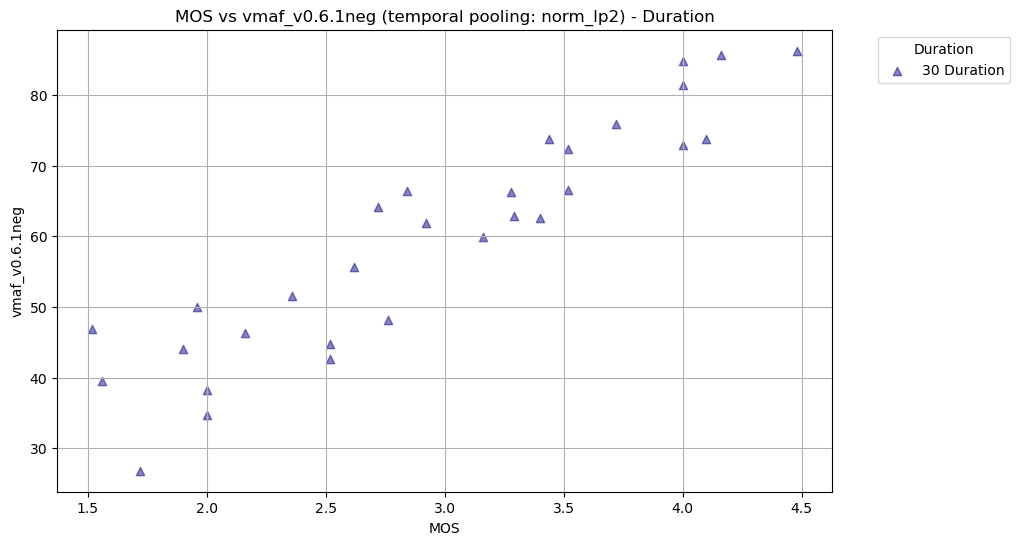 MOS vs vmaf_v0.6.1neg (temporal pooling: norm_lp2) - Duration
Duration
30 Duration
vmaf_v0.6.1neg
80
70
60
50
40
30
1.5 2.0 2.5 3.0 3.5 4.0 4.5
MOS